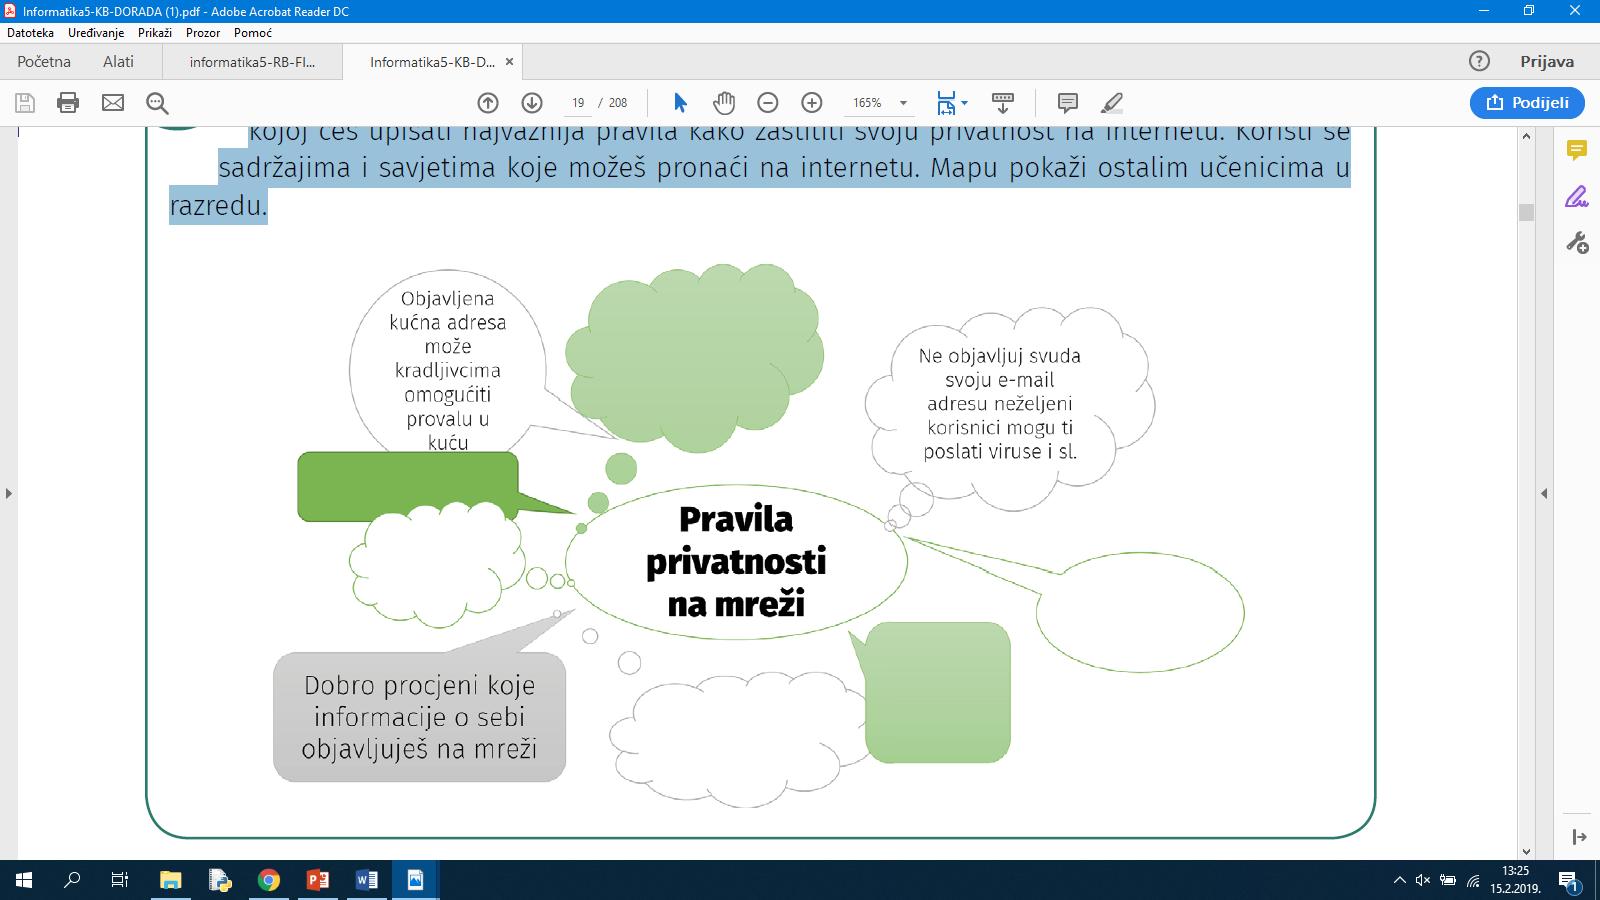 Informatika5-KB-DORADA (1).pdf - Adobe Acrobat Reader DC
Datoteka Uređivanje Prikaži Prozor Pomoć
Početna Alati informatika5-RB-FI... Informatika5-KB-D... × Prijava
19 / 208 165% Podijeli
kojoj ćeš upisati najvažnija pravila kako zaštititi svoju privatnost na internetu. Koristi se
sadržajima i savjetima koje možeš pronaći na internetu. Mapu pokaži ostalim učenicima u
razredu.
Objavljena
kućna adresa
može
kradljivcima
omogućiti
provalu u
kuću
Ne objavljuj svuda
svoju e-mail
adresu neželjeni
korisnici mogu ti
poslati viruse i sl.
Pravila
privatnosti
na mreži
Dobro procjeni koje
informacije o sebi
objavljuješ na mreži
13:25
15.2.2019.
1